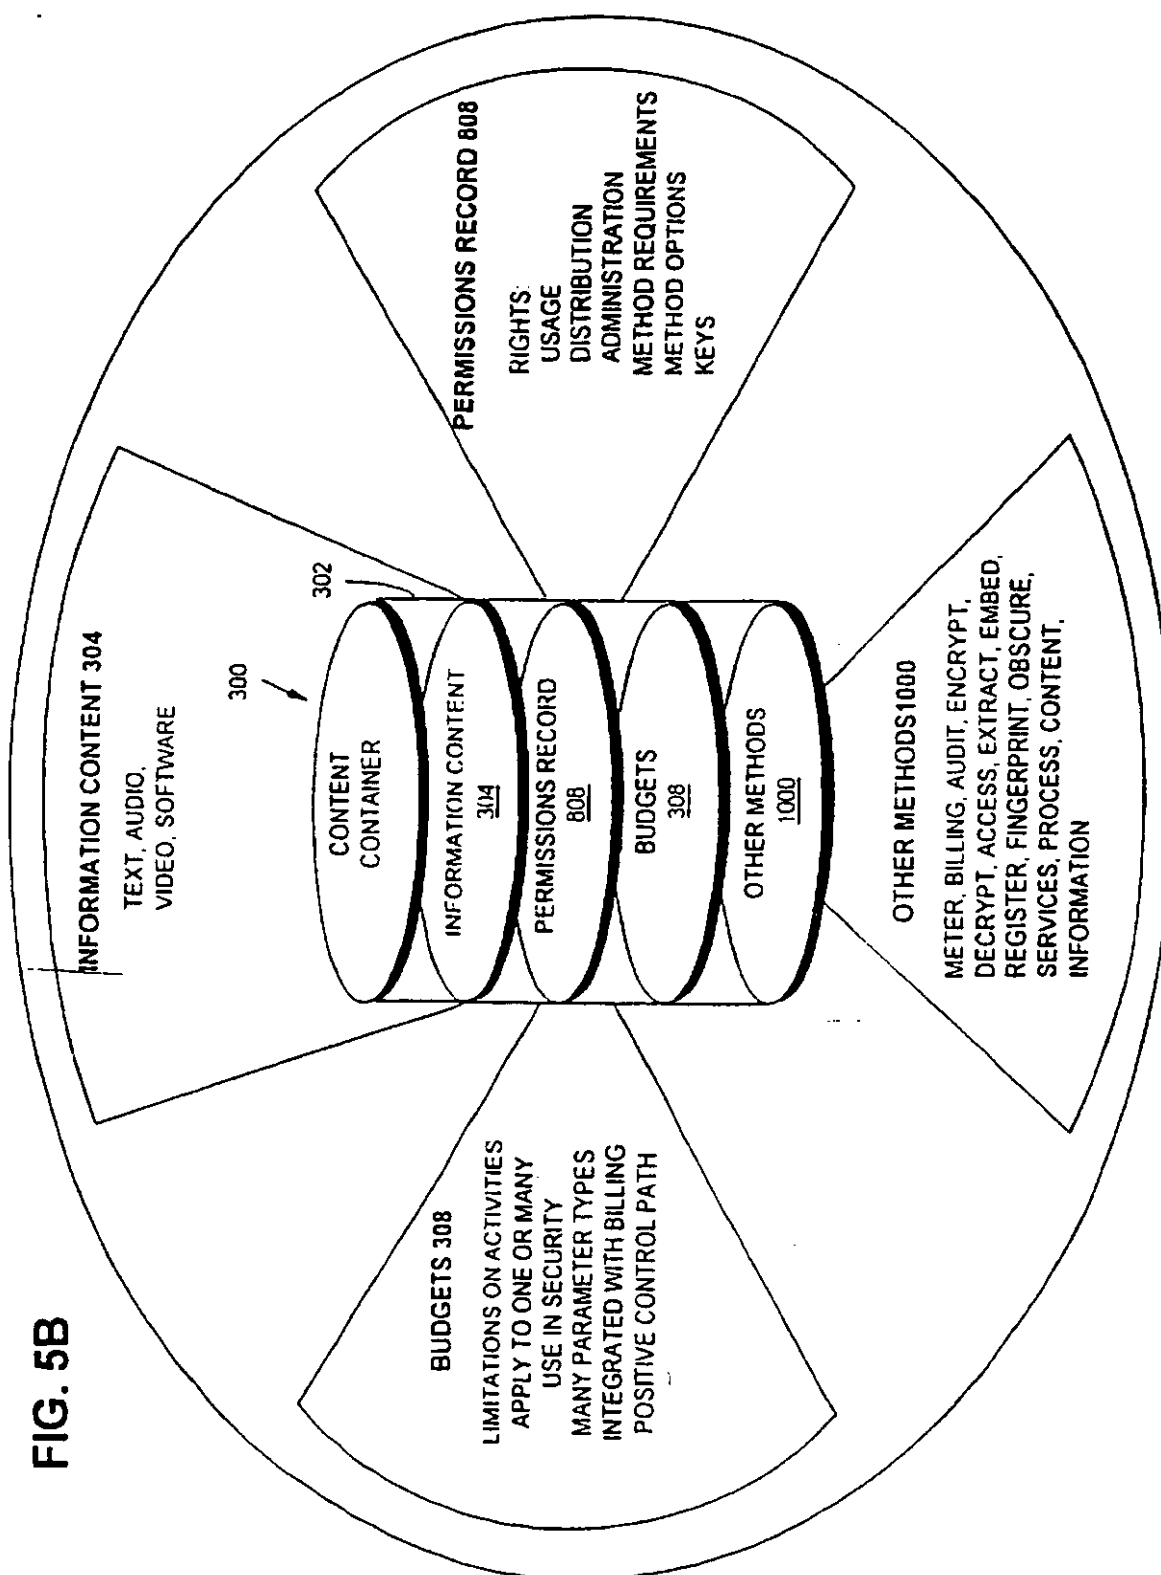 FIG. 5B
INFORMATION CONTENT 304
TEXT, AUDIO,
VIDEO, SOFTWARE
BUDGETS 308
LIMITATIONS ON ACTIVITIES
APPLY TO ONE OR MANY
USE IN SECURITY
MANY PARAMETER TYPES
INTEGRATED WITH BILLING
POSITIVE CONTROL PATH
300
302
CONTENT
CONTAINER
INFORMATION CONTENT
304
PERMISSIONS RECORD
808
BUDGETS
308
OTHER METHODS
1000
PERMISSIONS RECORD 808
RIGHTS:
USAGE
DISTRIBUTION
ADMINISTRATION
METHOD REQUIREMENTS
METHOD OPTIONS
KEYS
OTHER METHODS1000
METER, BILLING, AUDIT, ENCRYPT,
DECRYPT, ACCESS, EXTRACT, EMBED,
REGISTER, FINGERPRINT, OBSCURE,
SERVICES, PROCESS, CONTENT,
INFORMATION